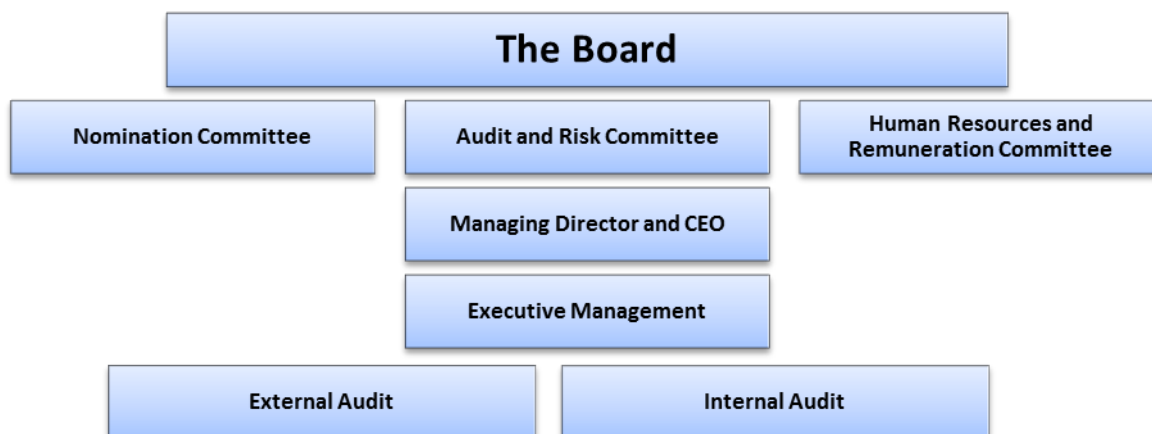 The Board
Nomination Committee
Audit and Risk Committee
Human Resources and
Remuneration Committee
Managing Director and CEO
Executive Management
External Audit
Internal Audit